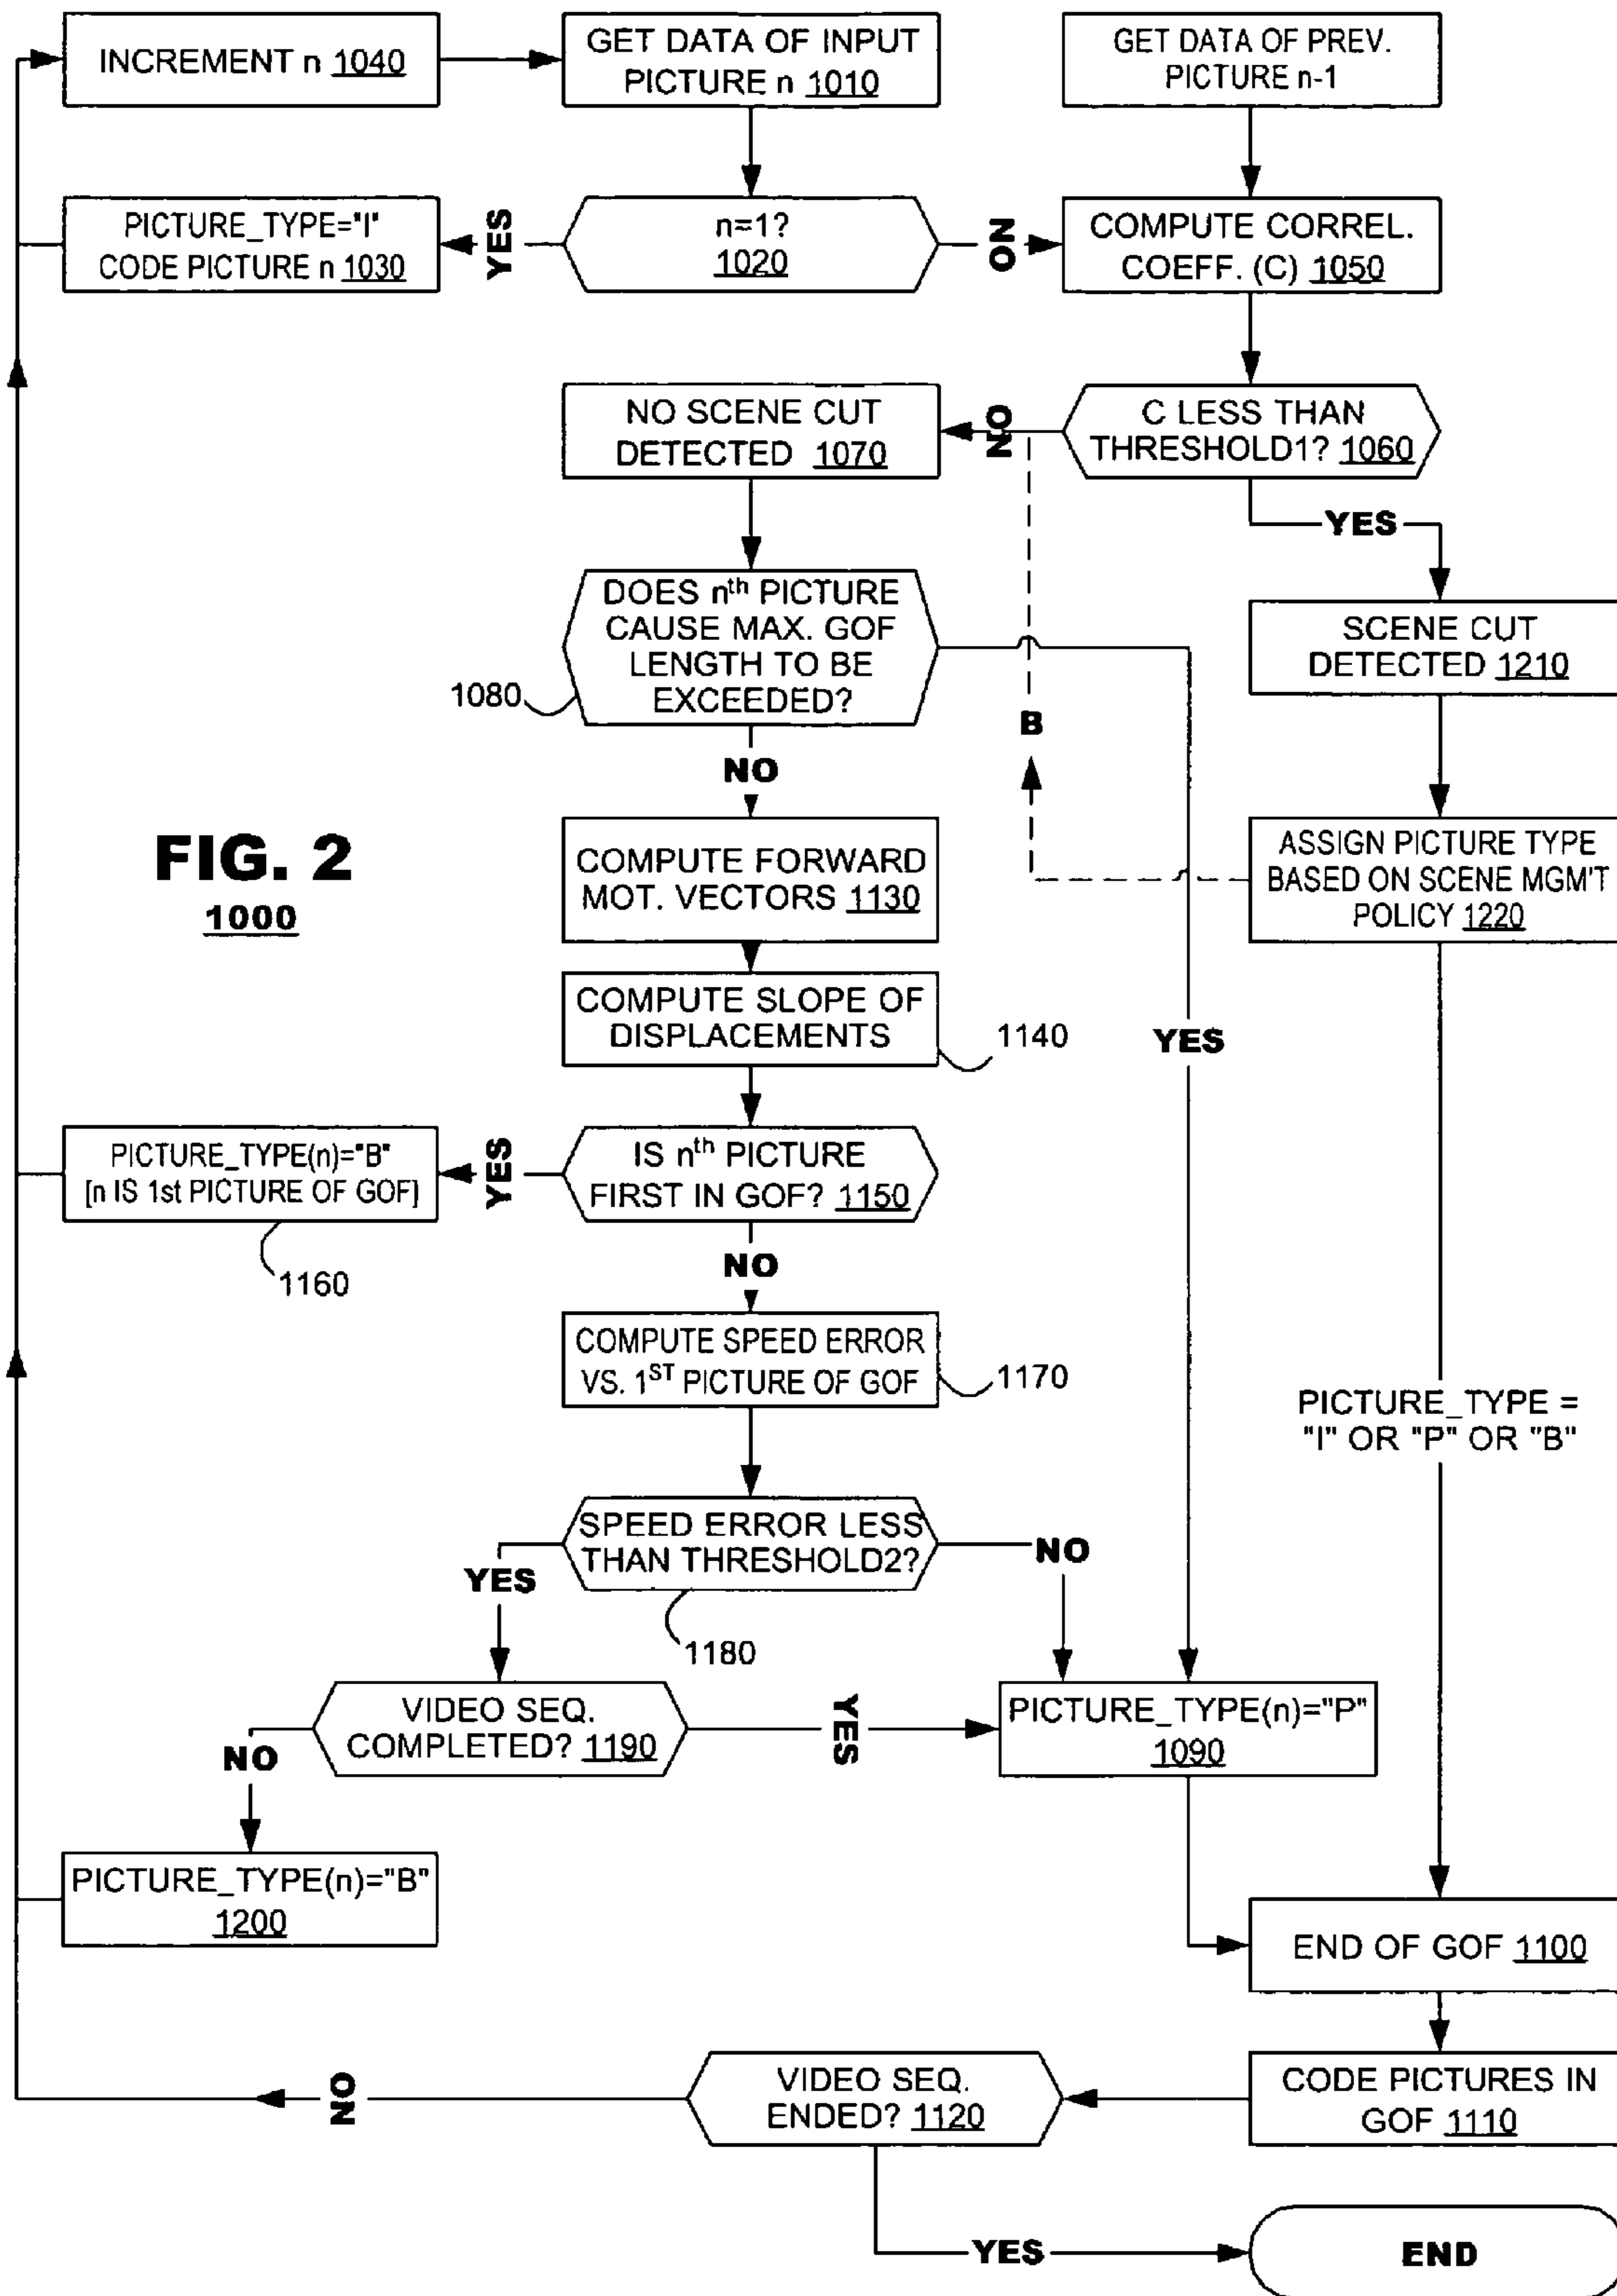 INCREMENT n 1040
GET DATA OF INPUT
PICTURE n 1010
GET DATA OF PREV.
PICTURE n-1
PICTURE_TYPE="I"
CODE PICTURE n 1030
YES
n=1?
1020
NO
COMPUTE CORREL.
COEFF. (C) 1050
NO SCENE CUT
DETECTED 1070
NO
C LESS THAN
THRESHOLD1? 1060
YES
DOES nth PICTURE
CAUSE MAX. GOF
LENGTH TO BE
EXCEEDED?
1080
SCENE CUT
DETECTED 1210
B
NO
FIG. 2
1000
COMPUTE FORWARD
MOT. VECTORS 1130
ASSIGN PICTURE TYPE
BASED ON SCENE MGM'T
POLICY 1220
COMPUTE SLOPE OF
DISPLACEMENTS
1140
YES
PICTURE_TYPE(n)="B"
[n IS 1st PICTURE OF GOF]
1160
YES
IS nth PICTURE
FIRST IN GOF? 1150
NO
COMPUTE SPEED ERROR
VS. 1ST PICTURE OF GOF
1170
PICTURE_TYPE =
"I" OR "P" OR "B"
SPEED ERROR LESS
THAN THRESHOLD2?
NO
YES
1180
VIDEO SEQ.
COMPLETED? 1190
YES
PICTURE_TYPE(n)="P"
1090
NO
PICTURE_TYPE(n)="B"
1200
END OF GOF 1100
NO
VIDEO SEQ.
ENDED? 1120
CODE PICTURES IN
GOF 1110
YES
END